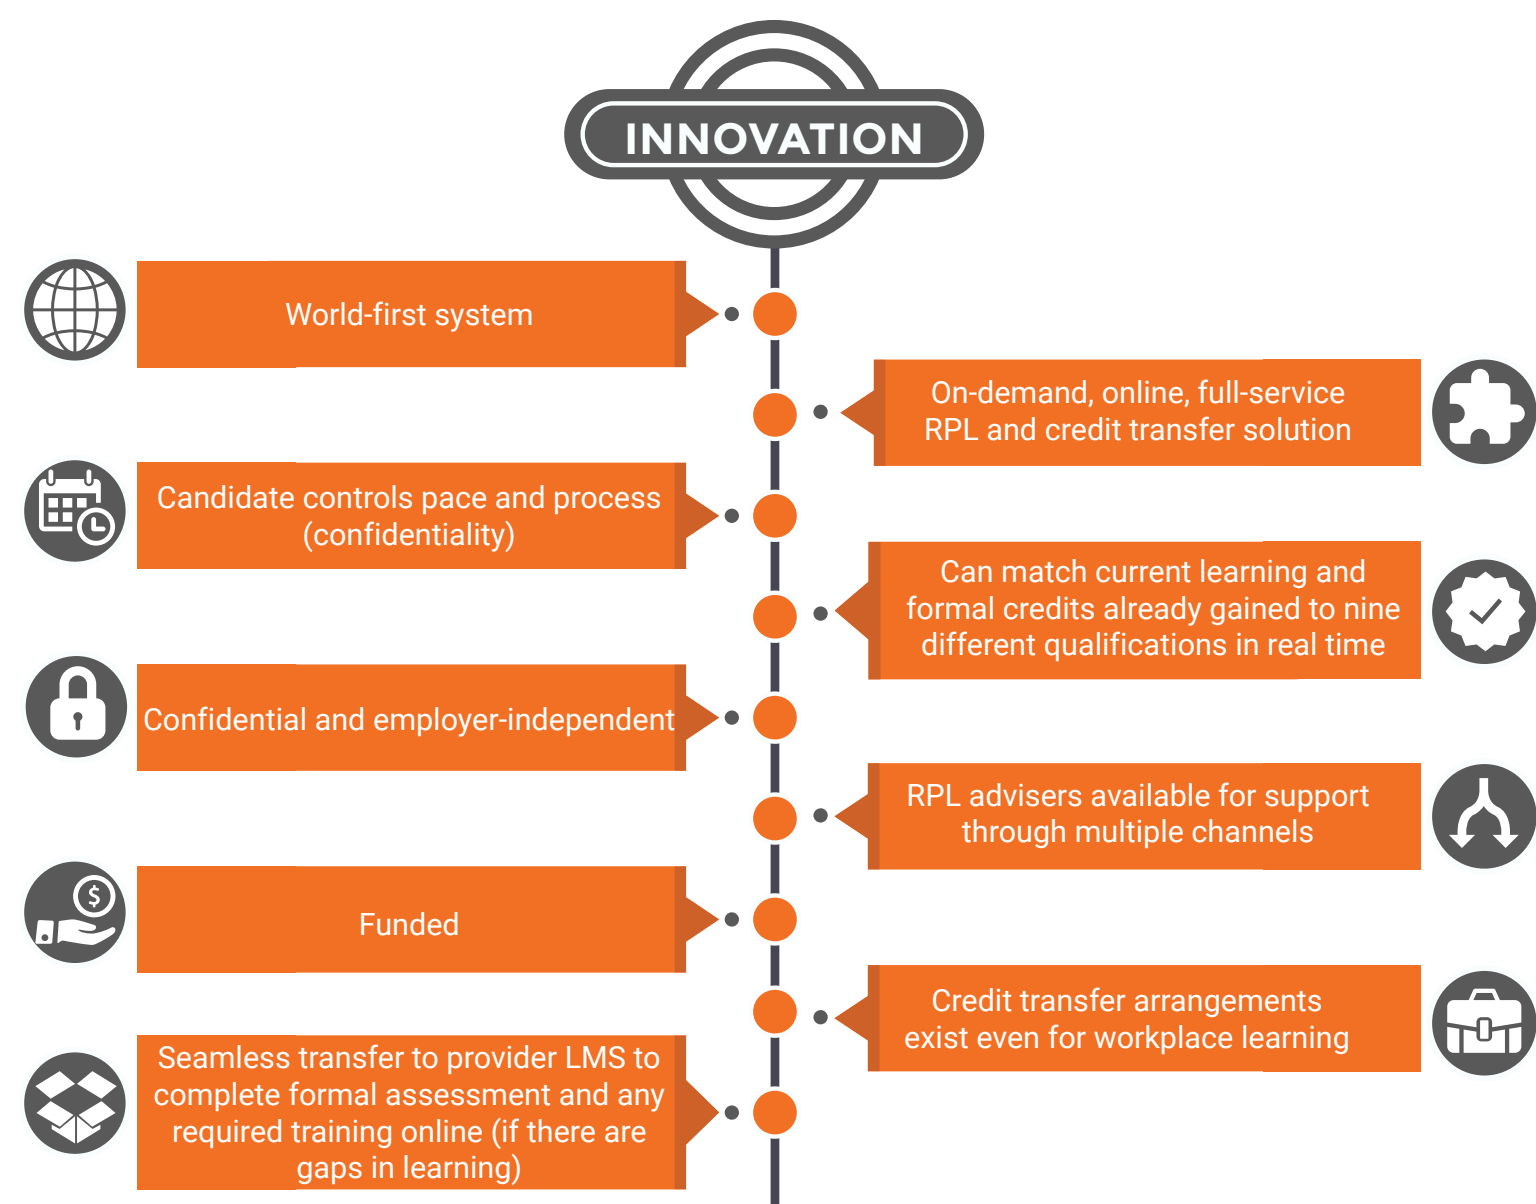 INNOVATION
World-first system
On-demand, online, full-service
RPL and credit transfer solution
Candidate controls pace and process
(confidentiality)
Can match current learning and
formal credits already gained to nine
different qualifications in real time
Confidential and employer-independent
RPL advisers available for support
through multiple channels
$
Funded
Credit transfer arrangements
exist even for workplace learning
Seamless transfer to provider LMS to
complete formal assessment and any
required training online (if there are
gaps in learning)